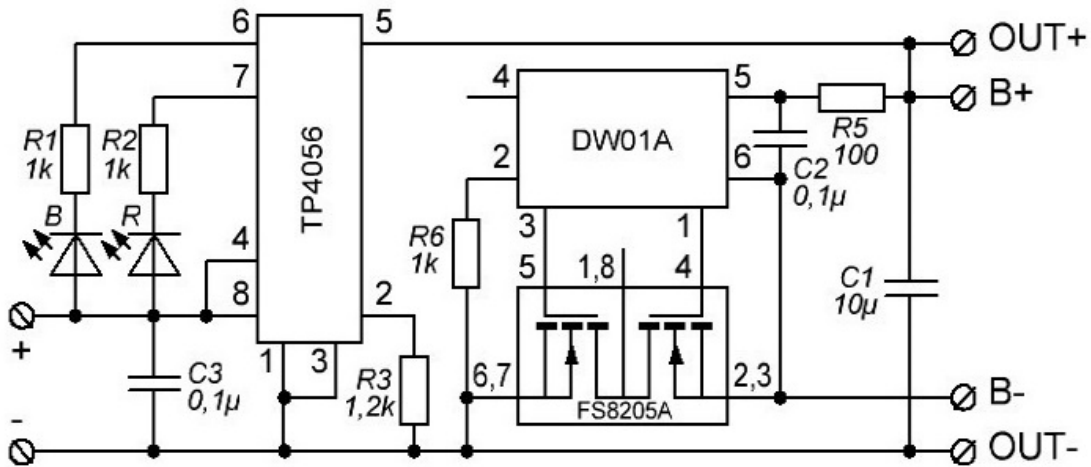 6
5
OUT+
7
4
5
B+
R1
1k
R2
1k
TP4056
DW01A
R5
100
2
6
C2
0,1µ
B
R
R6
1k
3
1
4
5
1,8
4
C1
10µ
8
2
+
1
3
C3
0,1µ
R3
1,2k
6,7
2,3
FS8205A
B-
-
OUT-